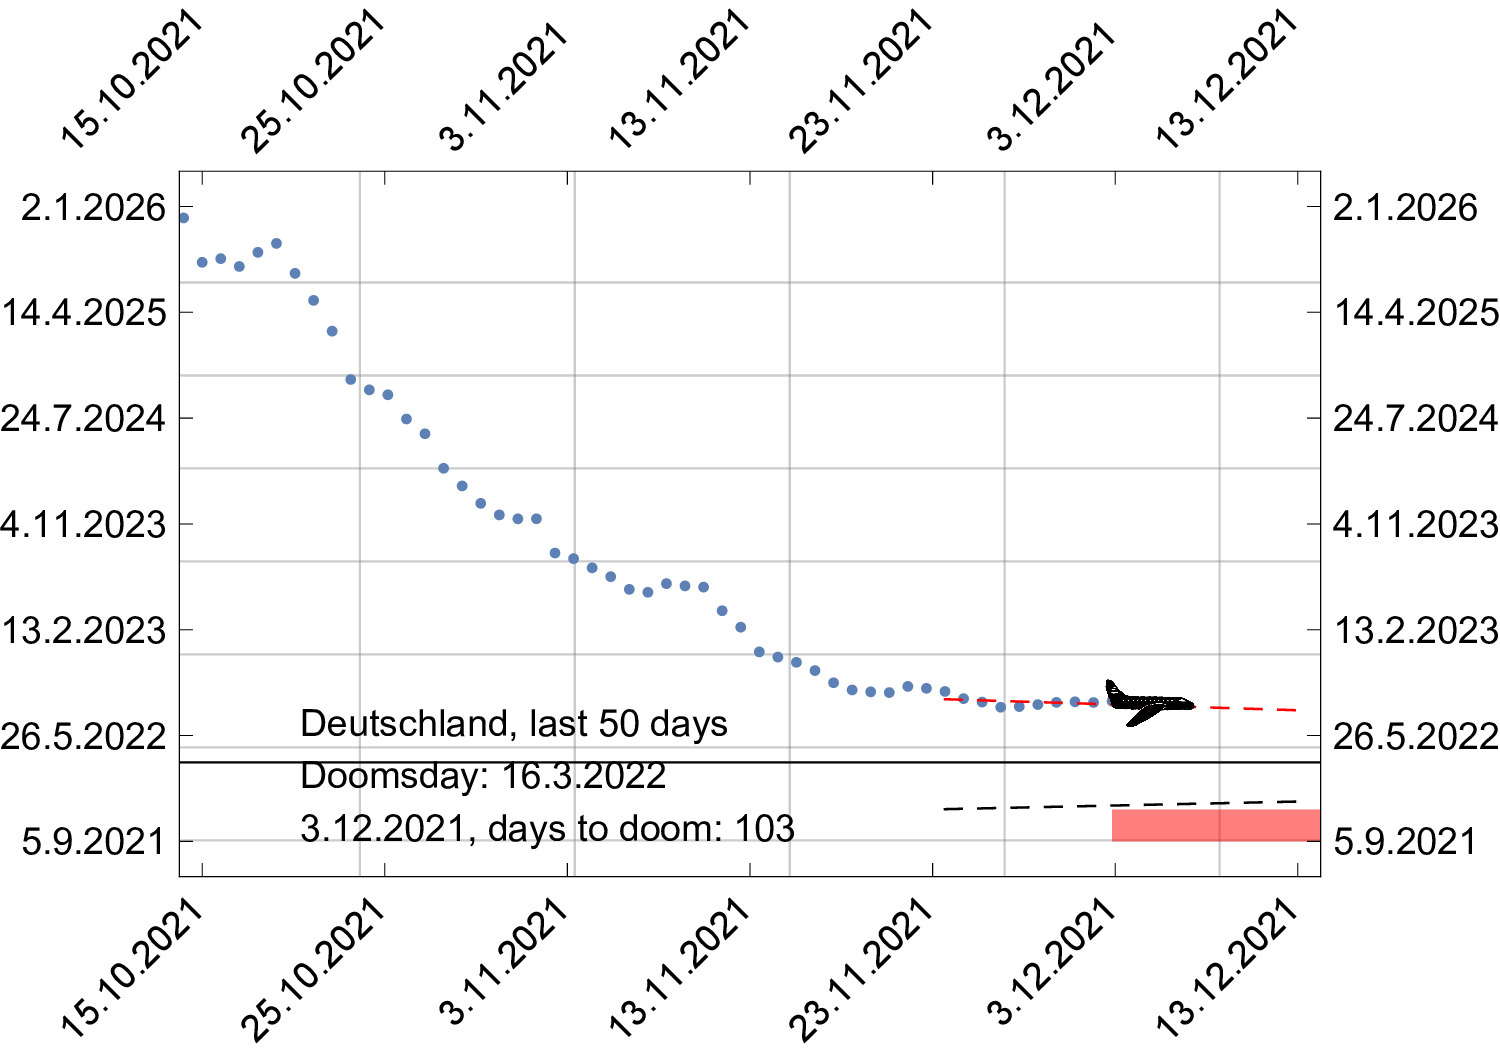 15.10.2021 25.10.2021 3.11.2021 13.11.2021 23.11.2021 3.12.2021 13.12.2021
2.1.2026 2.1.2026
14.4.2025 14.4.2025
24.7.2024 24.7.2024
4.11.2023 4.11.2023
13.2.2023 13.2.2023
Deutschland, last 50 days
26.5.2022 26.5.2022
Doomsday: 16.3.2022
3.12.2021, days to doom: 103
5.9.2021 5.9.2021
15.10.2021 25.10.2021 3.11.2021 13.11.2021 23.11.2021 3.12.2021 13.12.2021